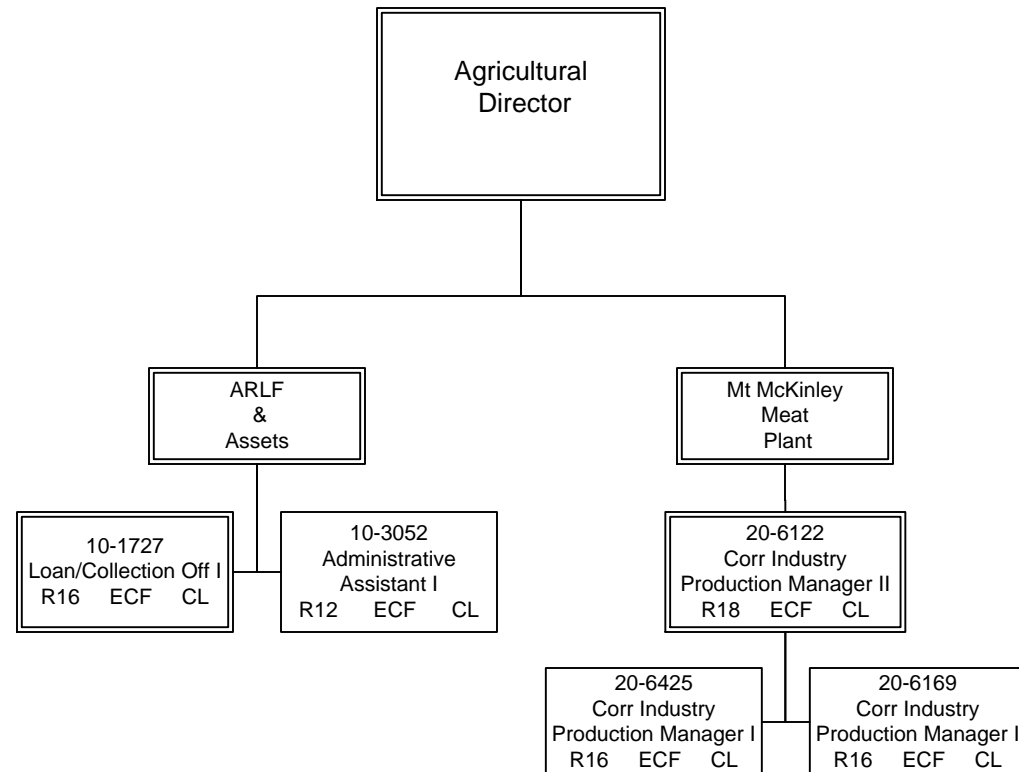 Agricultural
Director
ARLF
&
Assets
Mt McKinley
Meat
Plant
10-1727
Loan/Collection Off I
R16 ECF CL
10-3052
Administrative
Assistant I
R12 ECF CL
20-6122
Corr Industry
Production Manager II
R18 ECF CL
20-6425
Corr Industry
Production Manager I
R16 ECF CL
20-6169
Corr Industry
Production Manager I
R16 ECF CL